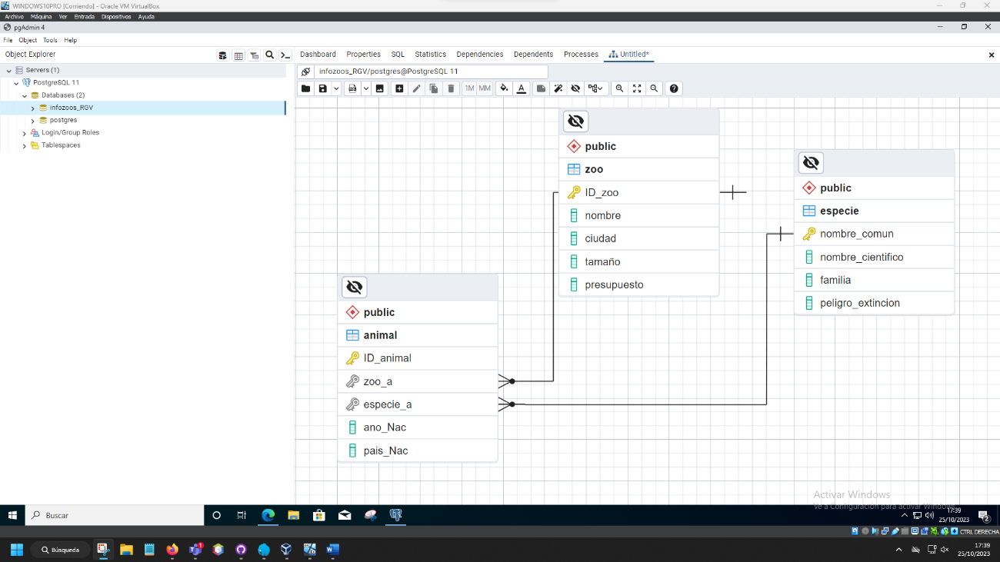 WINDOWS10PRO [Corriendo] - Oracle VM VirtualBox
Archivo Máquina Ver Entrada Dispositivos Ayuda
pgAdmin 4
File Object Tools Help
Object Explorer
Dashboard Properties SQL Statistics Dependencies Dependents Processes Untitled*
Servers (1)
infozoos_RGV/postgres@PostgreSQL 11
PostgreSQL 11
1M MM
Databases (2)
infozoos_RGV
postgres
Login/Group Roles
Tablespaces
public
zoo
ID_zoo
nombre
ciudad
tamaño
presupuesto
public
especie
nombre_comun
nombre_cientifico
familia
peligro_extincion
public
animal
ID_animal
zoo_a
especie_a
ano_Nac
pais_Nac
Activar Windows
Ve a Configuración para activar Windows.
Buscar
17:39
25/10/2023
2
CTRL DERECHA
Búsqueda
1
17:39
25/10/2023